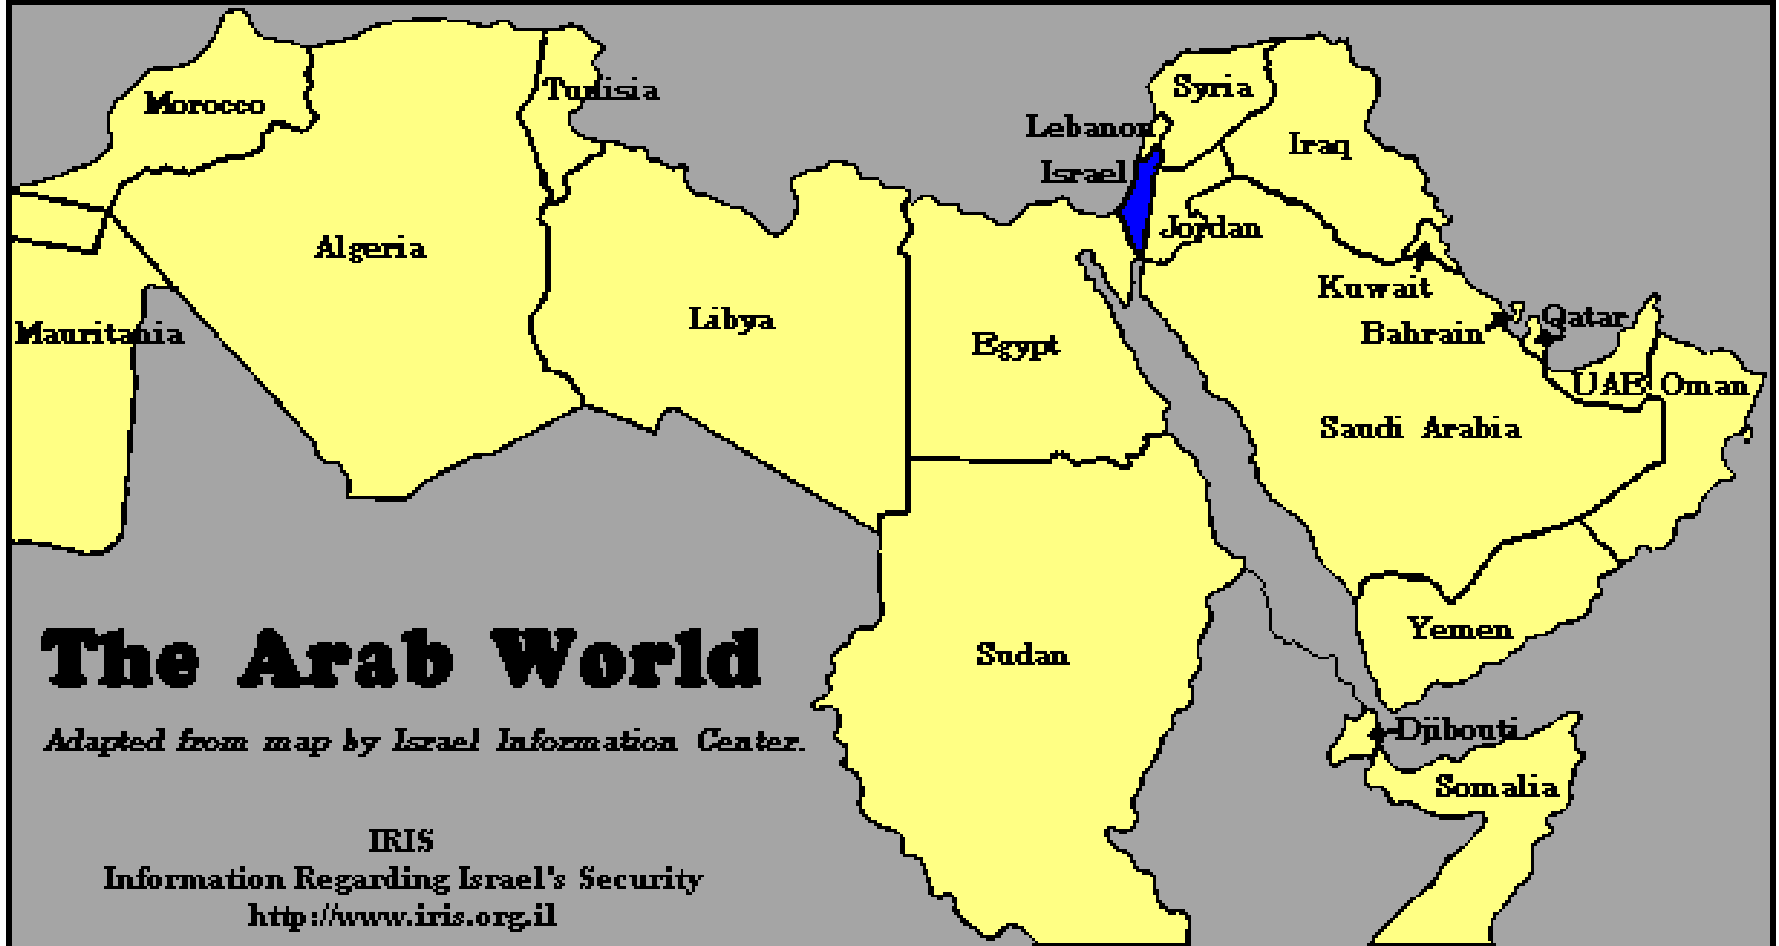 Morocco
Tunisia
Syria
Lebanon
Iraq
Israel
Algeria
Jordan
Kuwait
Libya
Mauritania
Egypt
Bahrain
Qatar
UAE
Oman
Saudi Arabia
Yemen
Sudan
The Arab World
Adapted from map by Israel Information Center.
Djibouti
Somalia
IRIS
Information Regarding Israel's Security
http://www.iris.org.il